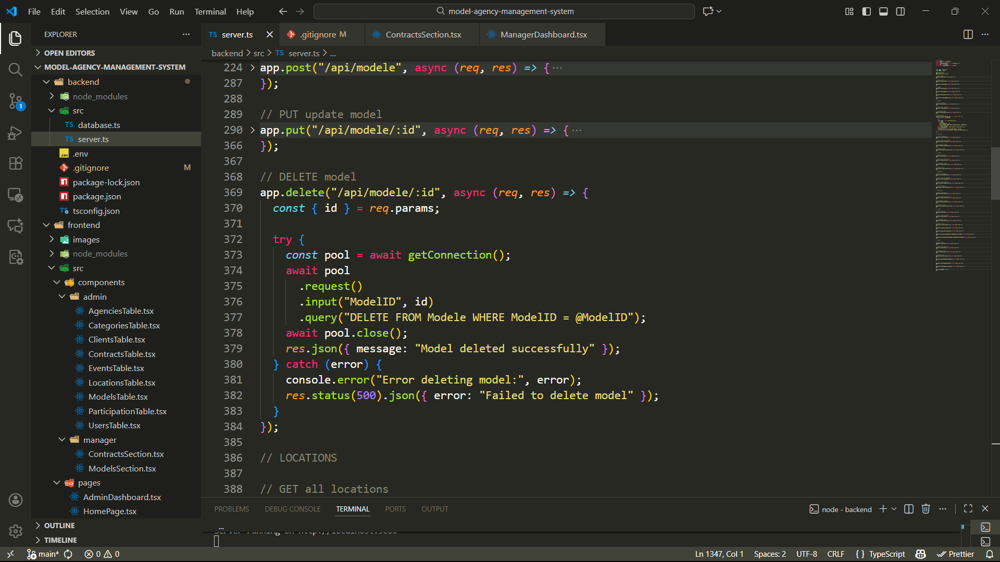 File Edit Selection View Go Run Terminal Help
model-agency-management-system
EXPLORER
OPEN EDITORS
MODEL-AGENCY-MANAGEMENT-SYSTEM
backend
node_modules
src
TS database.ts
TS server.ts
.env
.gitignore M
package-lock.json
package.json
tsconfig.json
frontend
images
node_modules
src
components
admin
AgenciesTable.tsx
CategoriesTable.tsx
ClientsTable.tsx
ContractsTable.tsx
EventsTable.tsx
LocationsTable.tsx
ModelsTable.tsx
ParticipationTable.tsx
UsersTable.tsx
manager
ContractsSection.tsx
ModelsSection.tsx
pages
AdminDashboard.tsx
HomePage.tsx
OUTLINE
TIMELINE
TS server.ts
.gitignore M
ContractsSection.tsx
ManagerDashboard.tsx
backend > src > TS server.ts > ...
224 app.post("/api/modele", async (req, res) => { ...
287 });
288
289 // PUT update model
290 app.put("/api/modele/:id", async (req, res) => { ...
366 });
367
368 // DELETE model
369 app.delete("/api/modele/:id", async (req, res) => {
370 const { id } = req.params;
371
372 try {
373 const pool = await getConnection();
374 await pool
375 .request()
376 .input("ModelID", id)
377 .query("DELETE FROM Modele WHERE ModelID = @ModelID");
378 await pool.close();
379 res.json({ message: "Model deleted successfully" });
380 } catch (error) {
381 console.error("Error deleting model:", error);
382 res.status(500).json({ error: "Failed to delete model" });
383 }
384 });
385
386 // LOCATIONS
387
388 // GET all locations
PROBLEMS DEBUG CONSOLE TERMINAL PORTS OUTPUT
node - backend
1
main* 0 0
Ln 1347, Col 1 Spaces: 2 UTF-8 CRLF { } TypeScript Prettier